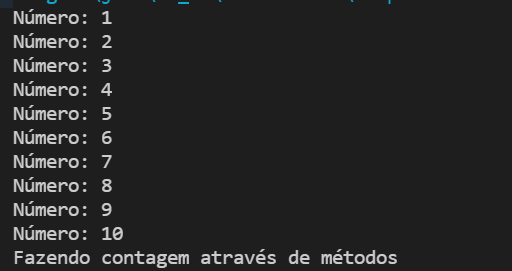 Número: 1
Número: 2
Número: 3
Número: 4
Número: 5
Número: 6
Número: 7
Número: 8
Número: 9
Número: 10
Fazendo contagem através de métodos